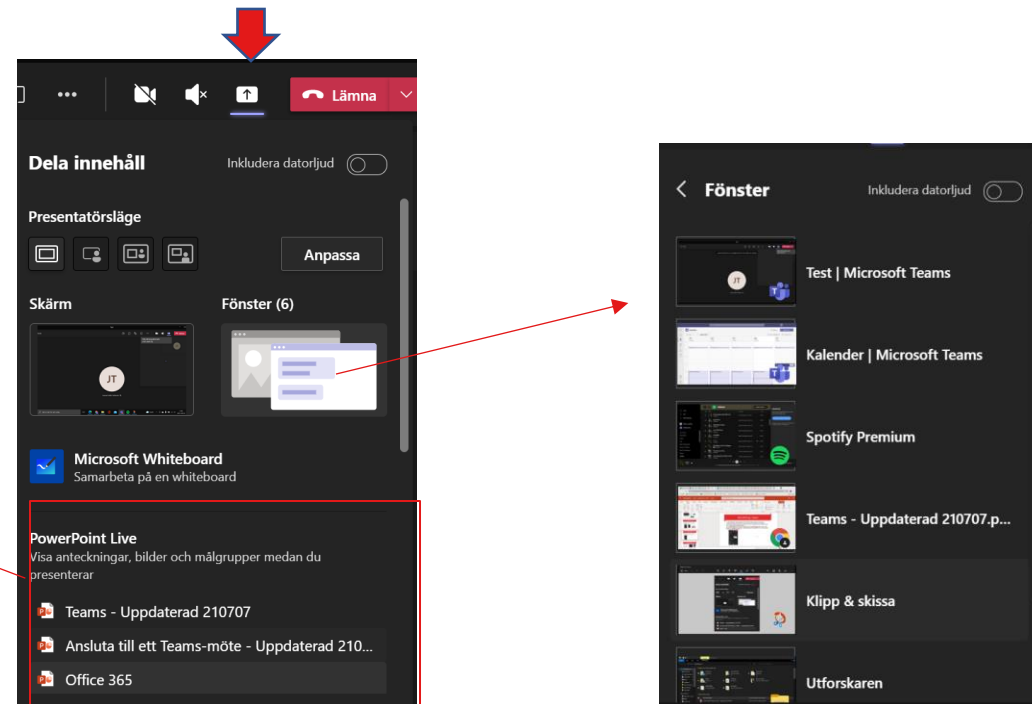 Lämna
Dela innehåll
Inkludera datorljud
Presentatörsläge
Anpassa
Skärm
Fönster (6)
JT
Microsoft Whiteboard
Samarbeta på en whiteboard
PowerPoint Live
Visa anteckningar, bilder och målgrupper medan du
presenterar
Teams - Uppdaterad 210707
Ansluta till ett Teams-möte - Uppdaterad 210...
Office 365
Fönster
Inkludera datorljud
JT
Test | Microsoft Teams
Kalender | Microsoft Teams
Spotify Premium
Teams - Uppdaterad 210707.p...
Klipp & skissa
Utforskaren